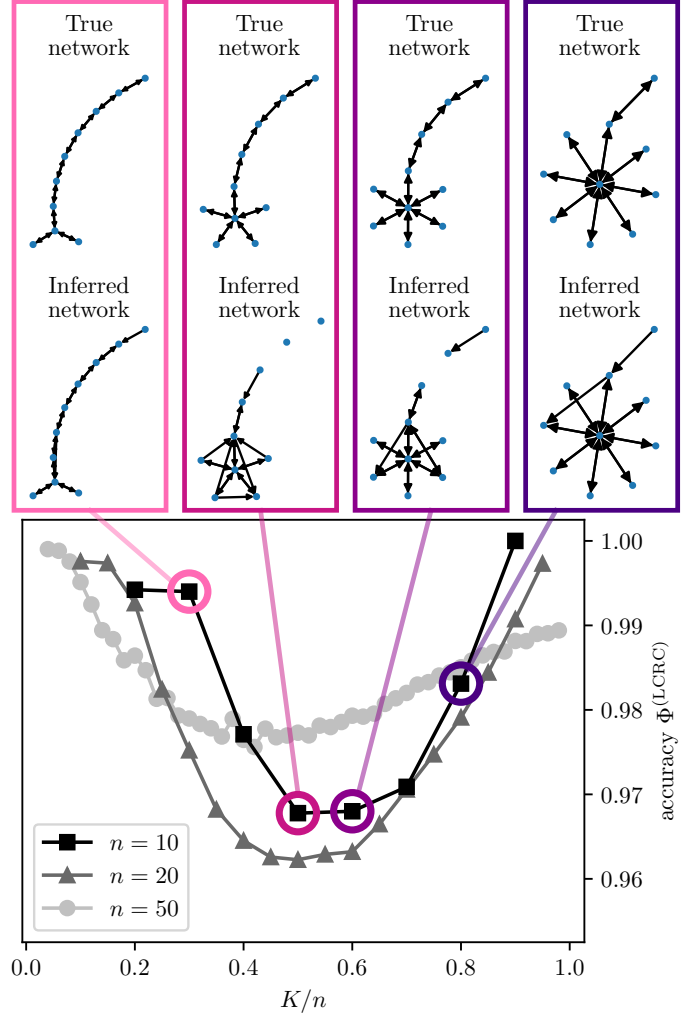 True network
True network
True network
True network
Inferred network
Inferred network
Inferred network
Inferred network
1.00
0.99
0.98
0.97
0.96
accuracy Φ^(LCRC)
n = 10
n = 20
n = 50
0.0 0.2 0.4 0.6 0.8 1.0
K/n